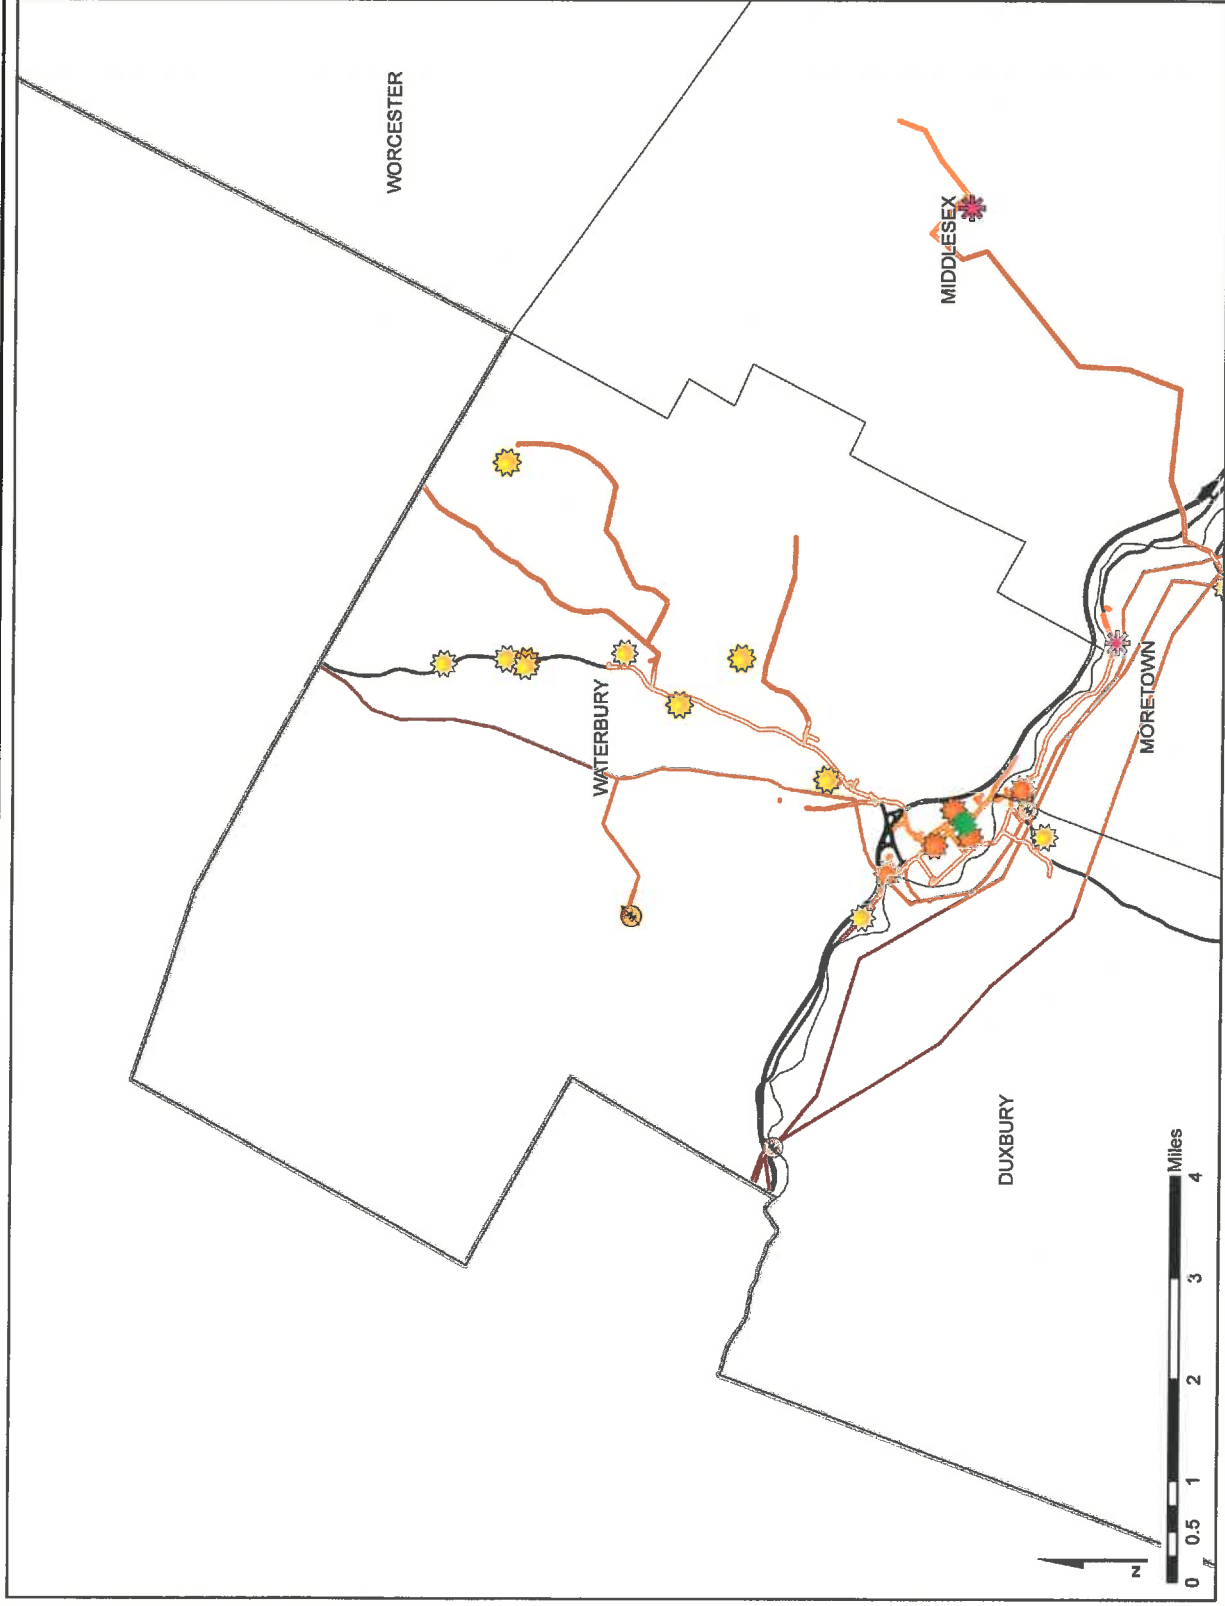 WORCESTER
MIDDLESEX
WATERBURY
MORETOWN
DUXBURY
N
Miles
0 0.5 1 2 3 4